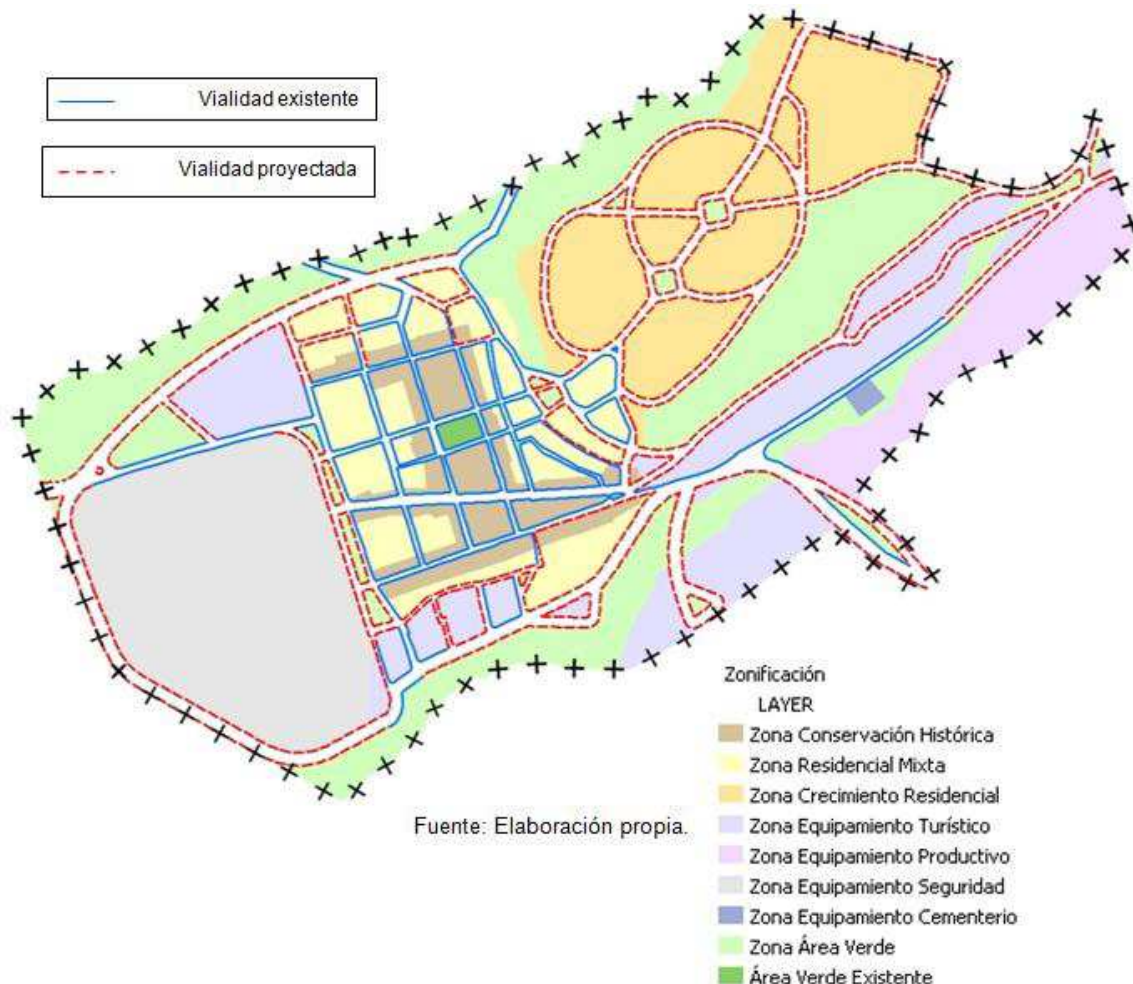 Vialidad existente
Vialidad proyectada
Zonificación
LAYER
Zona Conservación Histórica
Zona Residencial Mixta
Zona Crecimiento Residencial
Fuente: Elaboración propia.
Zona Equipamiento Turístico
Zona Equipamiento Productivo
Zona Equipamiento Seguridad
Zona Equipamiento Cementerio
Zona Área Verde
Área Verde Existente